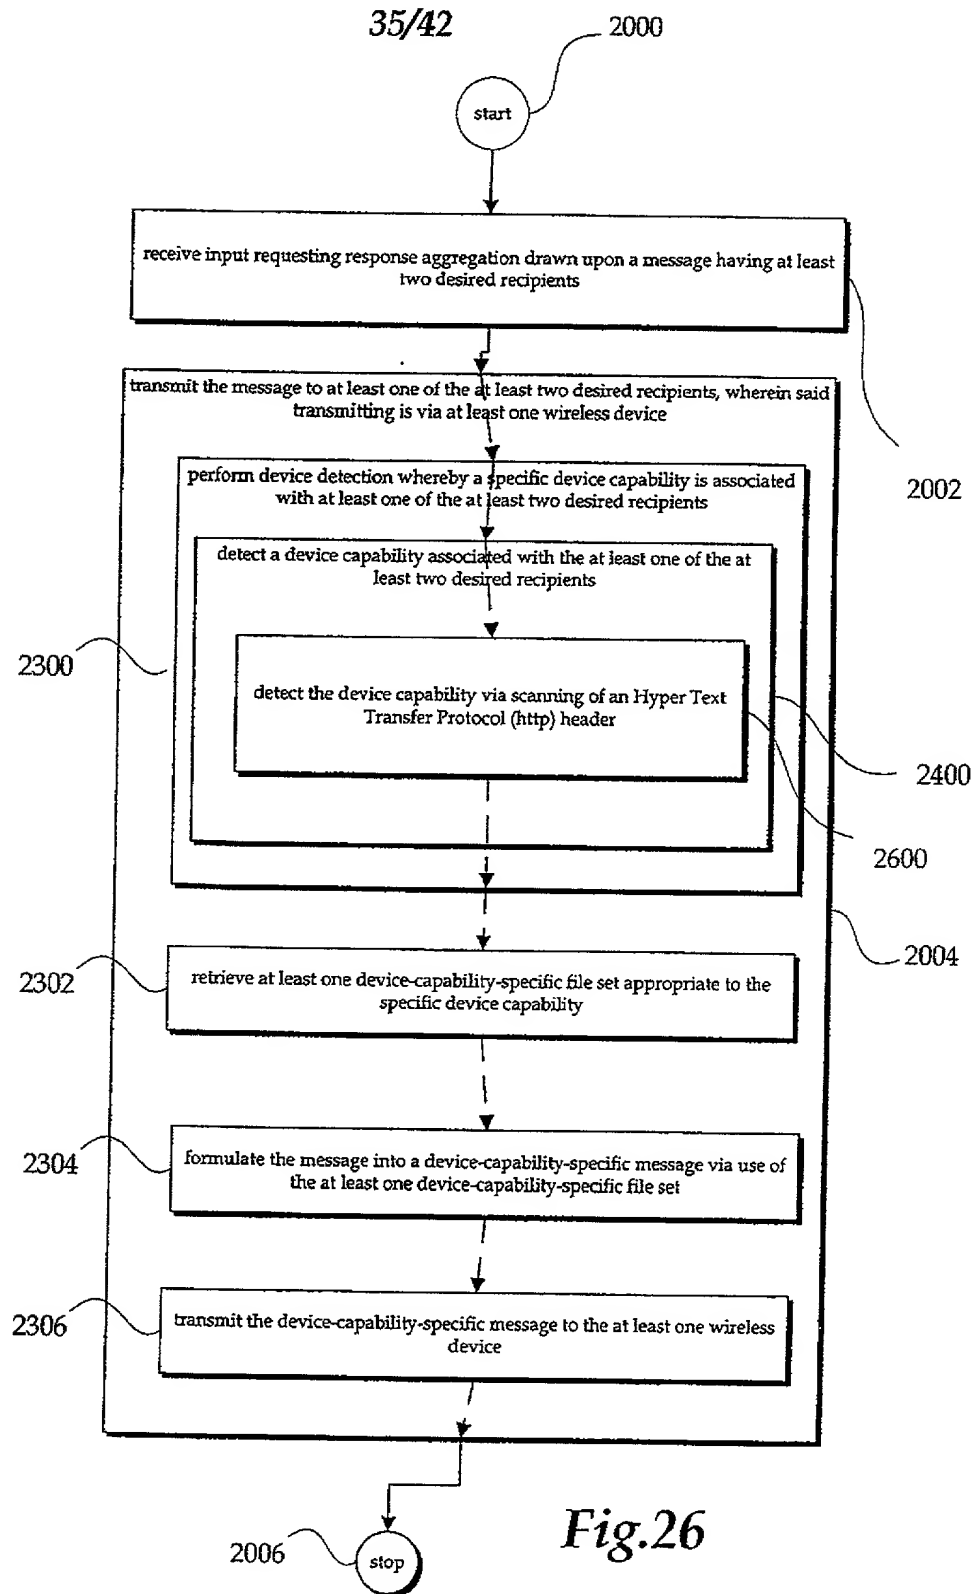 35/42
2000
start
receive input requesting response aggregation drawn upon a message having at least
two desired recipients
2002
transmit the message to at least one of the at least two desired recipients, wherein said
transmitting is via at least one wireless device
perform device detection whereby a specific device capability is associated
with at least one of the at least two desired recipients
detect a device capability associated with the at least one of the at
least two desired recipients
2300
detect the device capability via scanning of an Hyper Text
Transfer Protocol (http) header
2400
2600
2004
2302
retrieve at least one device-capability-specific file set appropriate to the
specific device capability
2304
formulate the message into a device-capability-specific message via use of
the at least one device-capability-specific file set
2306
transmit the device-capability-specific message to the at least one wireless
device
Fig.26
2006
stop